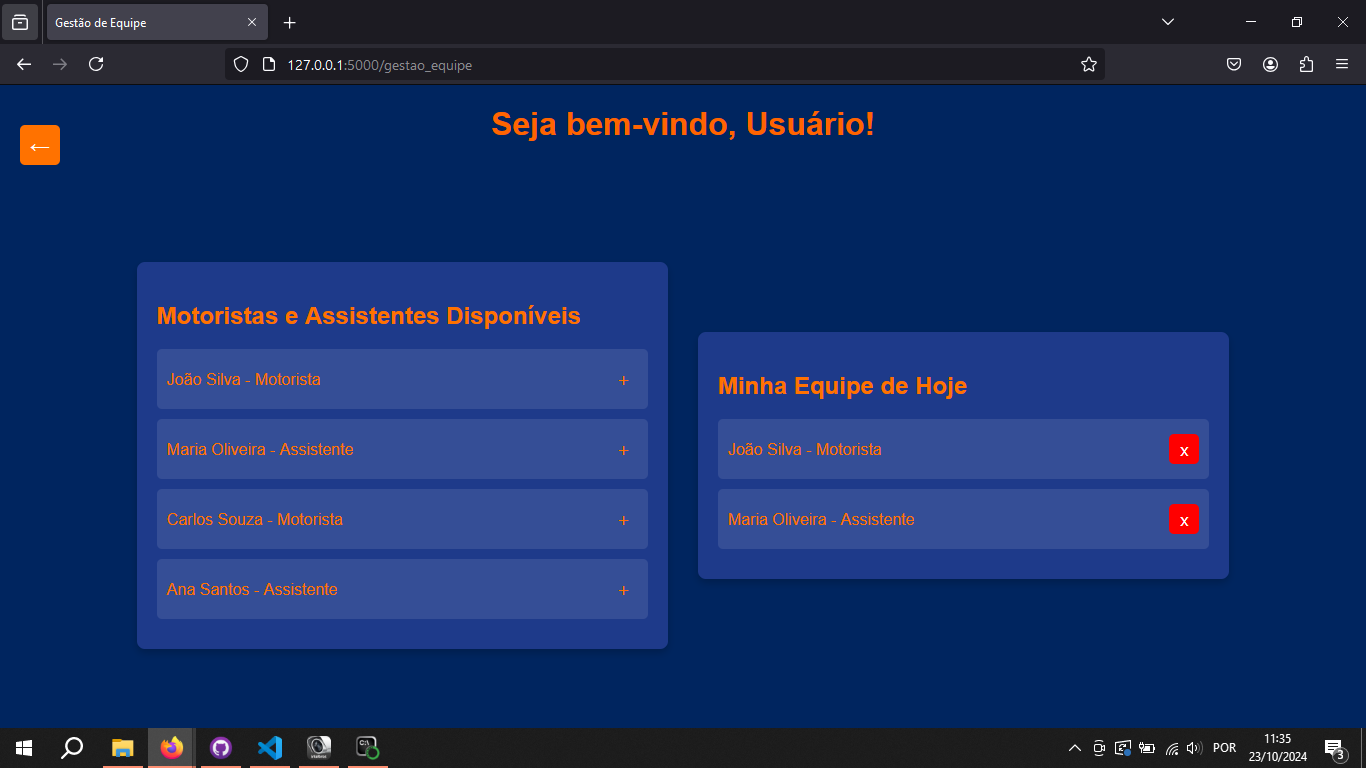 Gestão de Equipe
127.0.0.1:5000/gestao_equipe
Seja bem-vindo, Usuário!
←
Motoristas e Assistentes Disponíveis
João Silva - Motorista +
Maria Oliveira - Assistente +
Carlos Souza - Motorista +
Ana Santos - Assistente +
Minha Equipe de Hoje
João Silva - Motorista x
Maria Oliveira - Assistente x
POR
11:35
23/10/2024
3